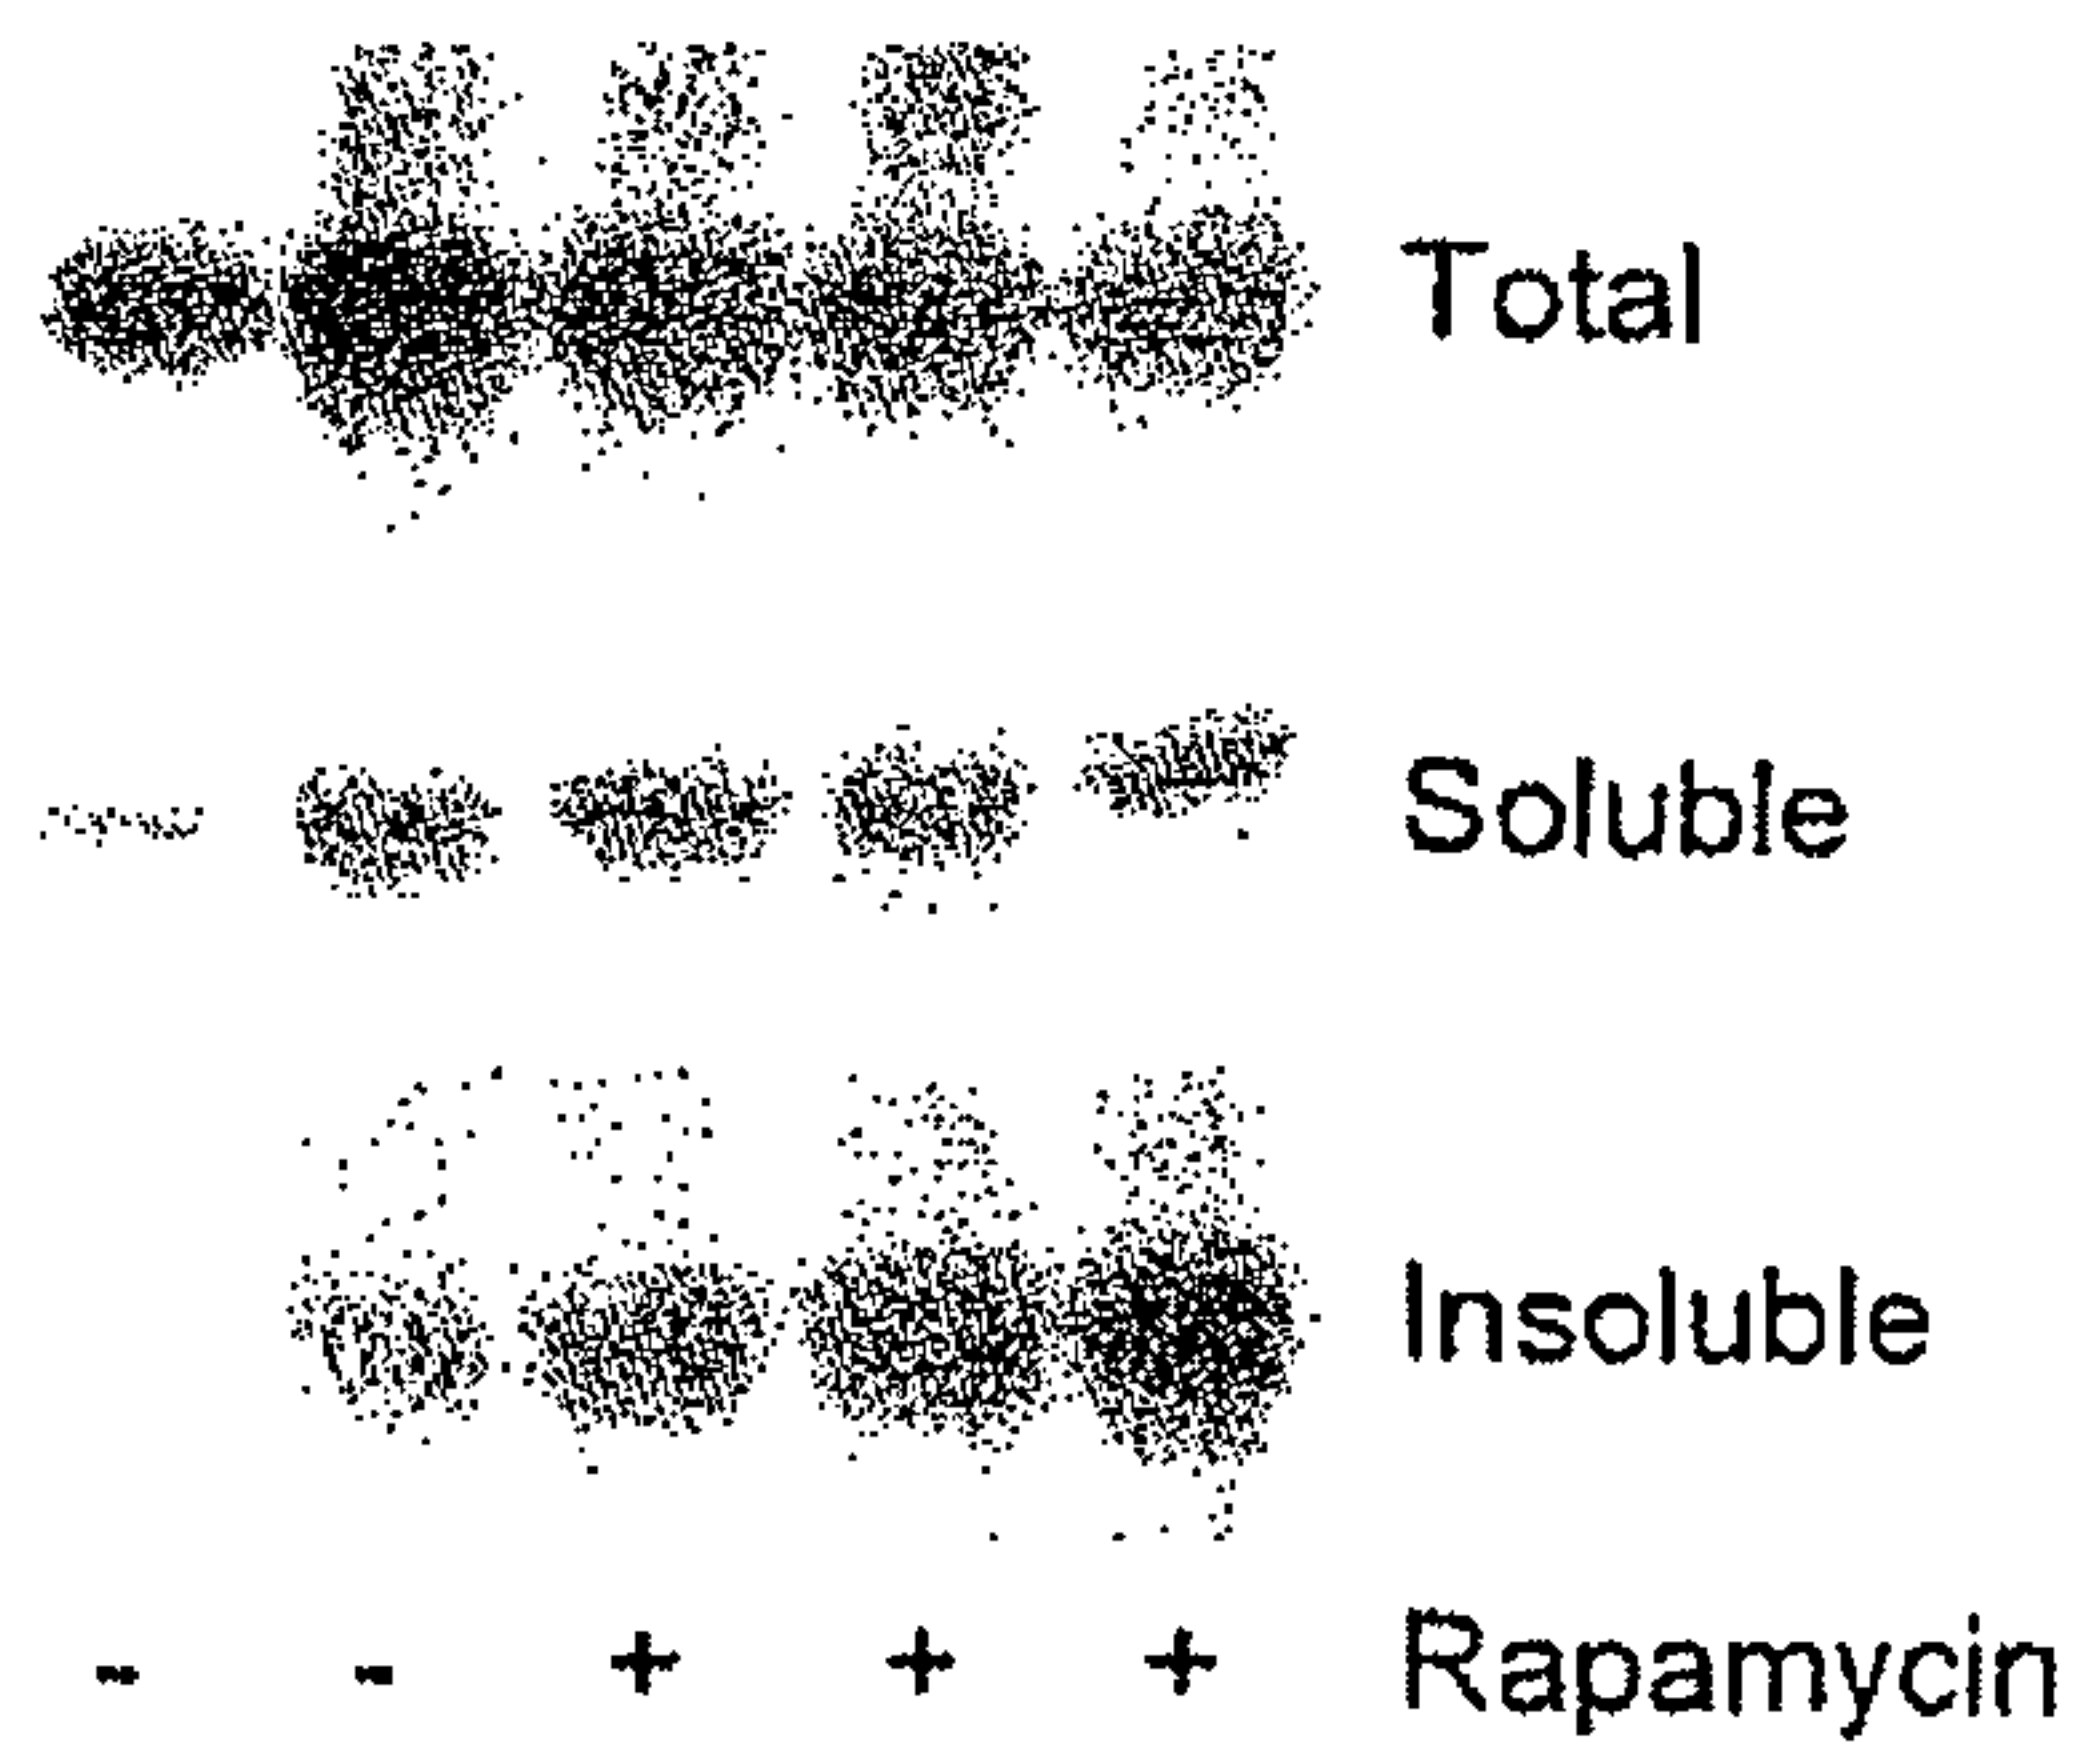 Total
Soluble
Insoluble
- - + + + Rapamycin